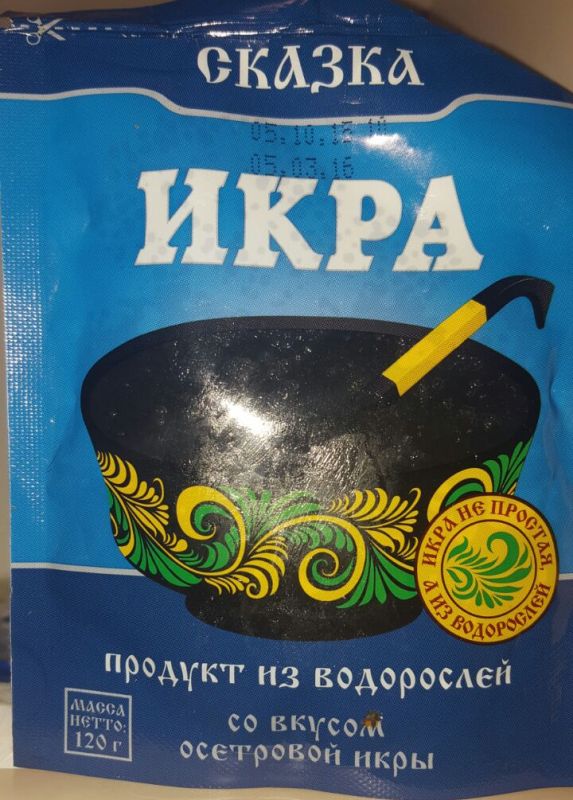 СКАЗКА
05.10.15 10
05.03.16
ИКРА
ИКРА НЕ ПРОСТАЯ,
А ИЗ ВОДОРОСЛЕЙ
ПРОДУКТ ИЗ ВОДОРОСЛЕЙ
МАССА
НЕТТО:
120 г
СО ВКУСОМ
ОСЕТРОВОЙ ИКРЫ